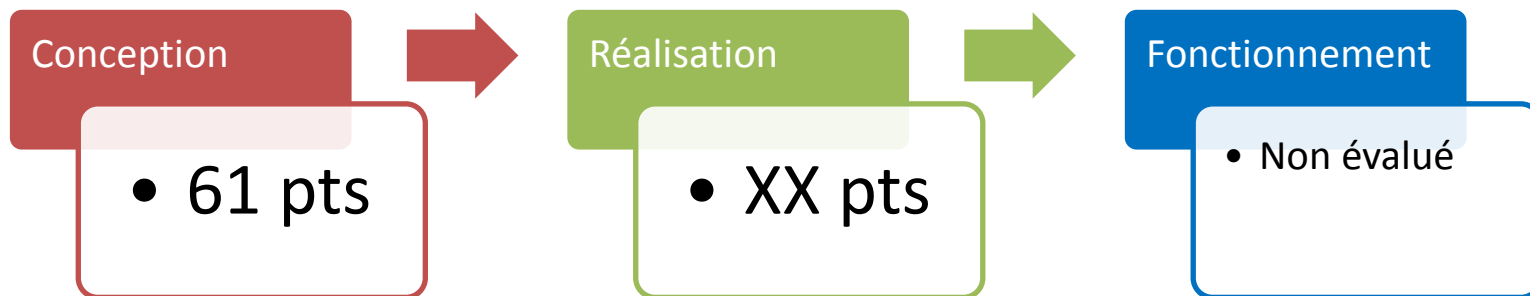 Conception
• 61 pts
Réalisation
• XX pts
Fonctionnement
• Non évalué